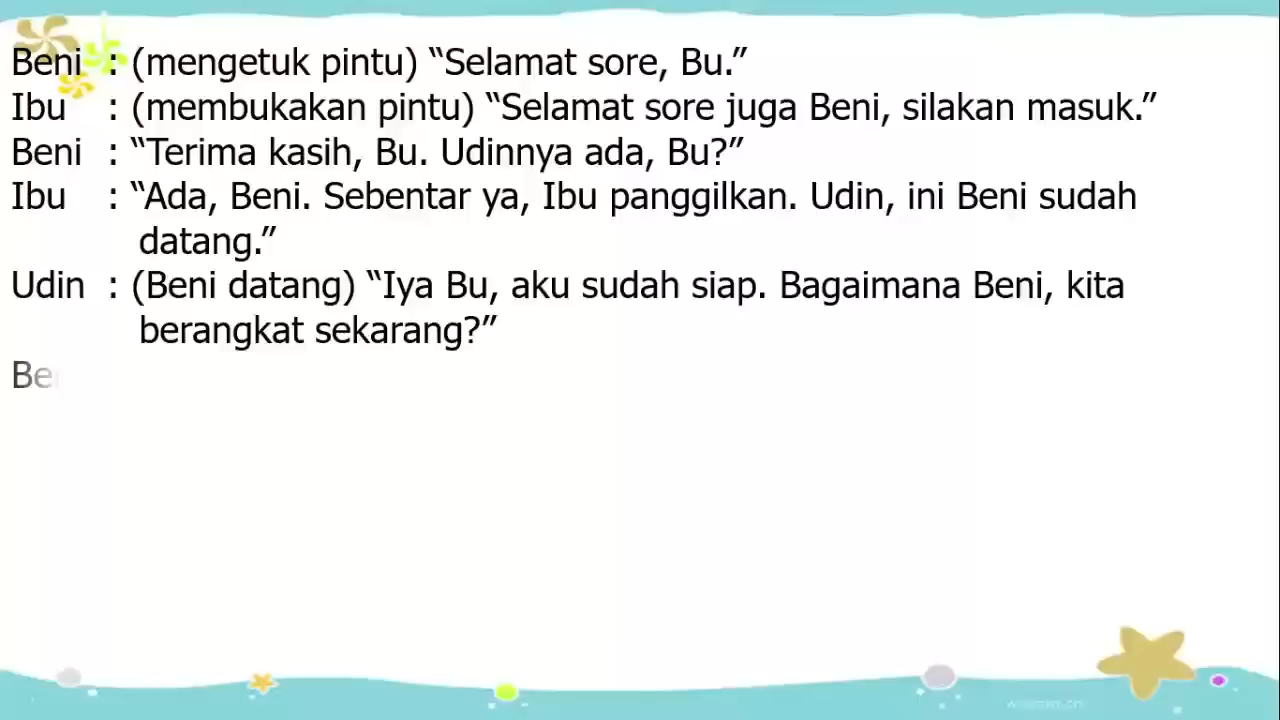 Beni : (mengetuk pintu) “Selamat sore, Bu.”
Ibu : (membukakan pintu) “Selamat sore juga Beni, silakan masuk.”
Beni : “Terima kasih, Bu. Udinnya ada, Bu?”
Ibu : “Ada, Beni. Sebentar ya, Ibu panggilkan. Udin, ini Beni sudah
datang.”
Udin : (Beni datang) “Iya Bu, aku sudah siap. Bagaimana Beni, kita
berangkat sekarang?”
Be